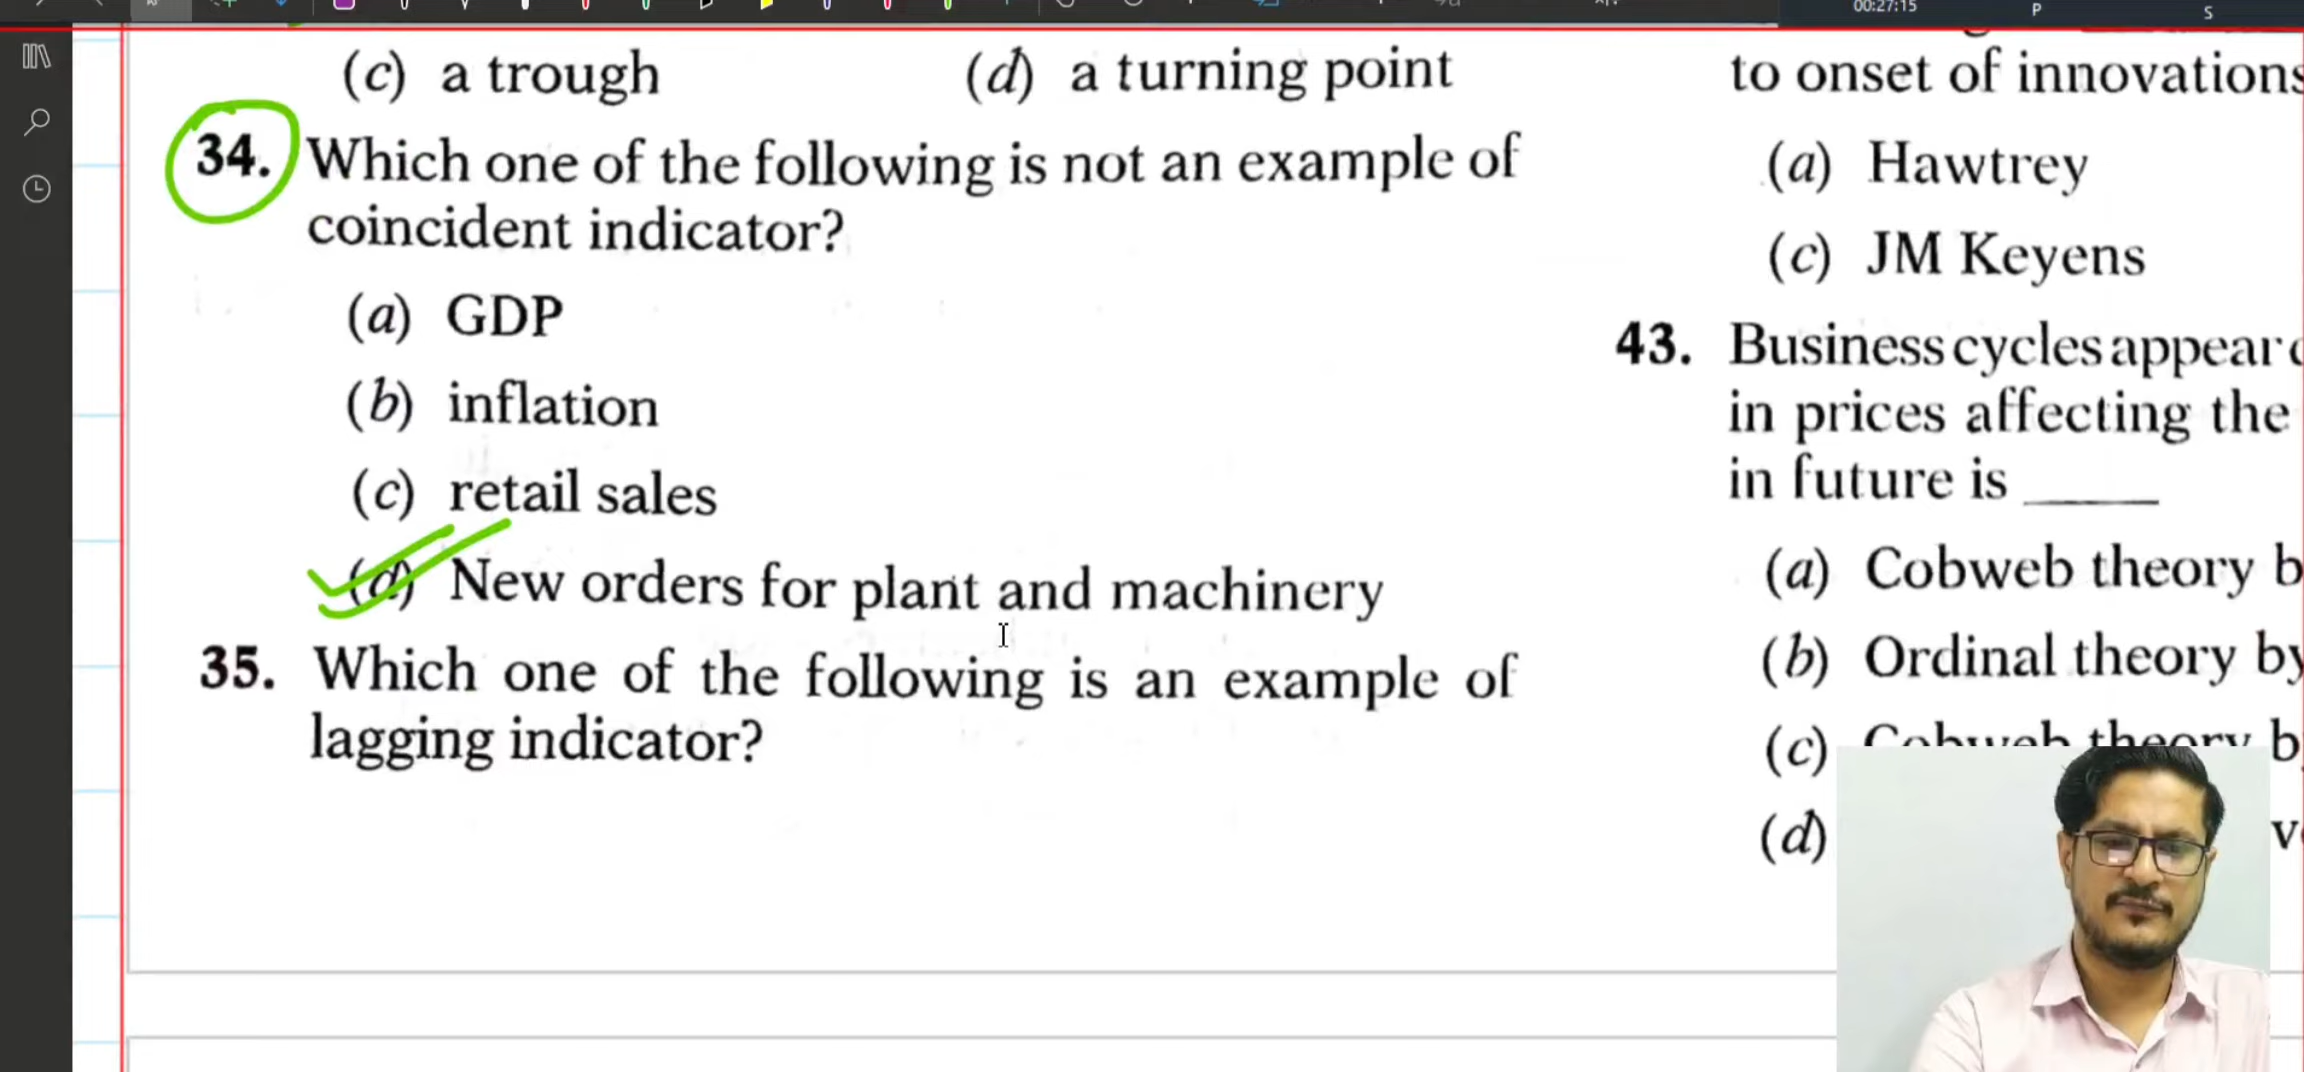 00:27:15
P
S
(c) a trough (d) a turning point
34. Which one of the following is not an example of
coincident indicator?
(a) GDP
(b) inflation
(c) retail sales
(d) New orders for plant and machinery
35. Which one of the following is an example of
lagging indicator?
to onset of innovations
(a) Hawtrey
(c) JM Keyens
43. Business cycles appear
in prices affecting the
in future is _____
(a) Cobweb theory b
(b) Ordinal theory by
(c) Cobweb theory b
(d)